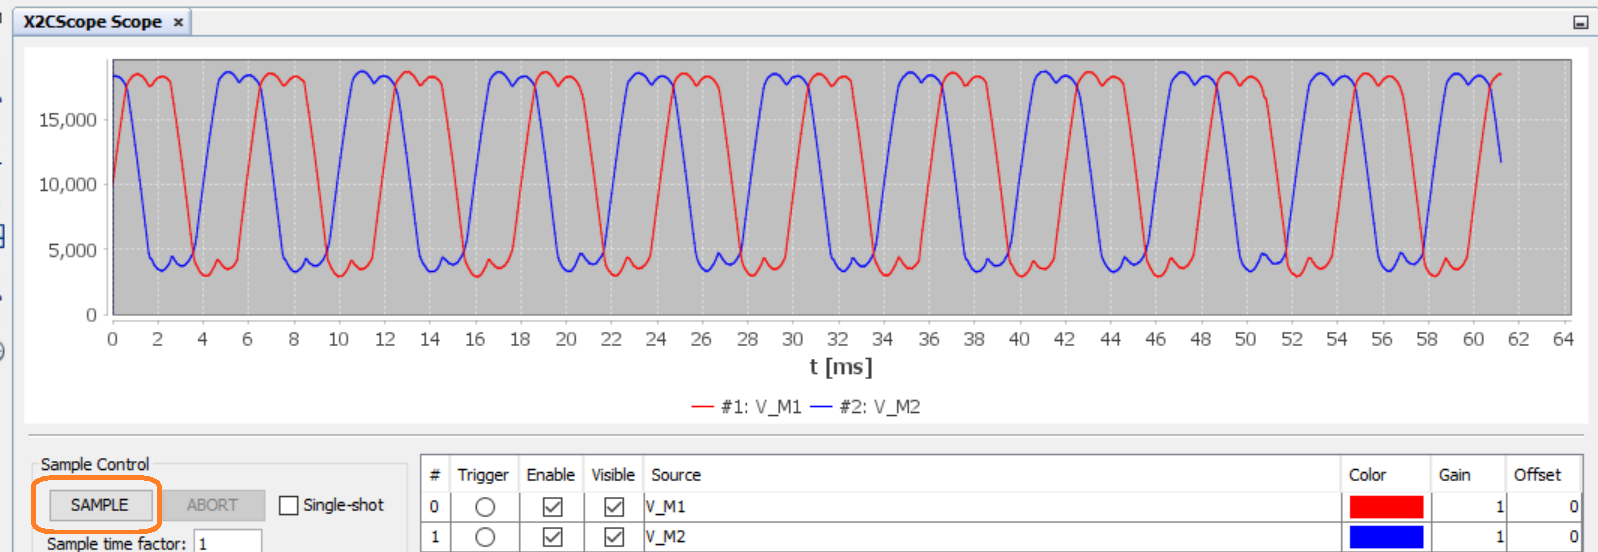 X2CScope Scope ×
15,000
10,000
5,000
0
0 2 4 6 8 10 12 14 16 18 20 22 24 26 28 30 32 34 36 38 40 42 44 46 48 50 52 54 56 58 60 62 64
t [ms]
#1: V_M1 #2: V_M2
Sample Control
SAMPLE ABORT Single-shot
Sample time factor: 1
# Trigger Enable Visible Source Color Gain Offset
0 V_M1 1 0
1 V_M2 1 0